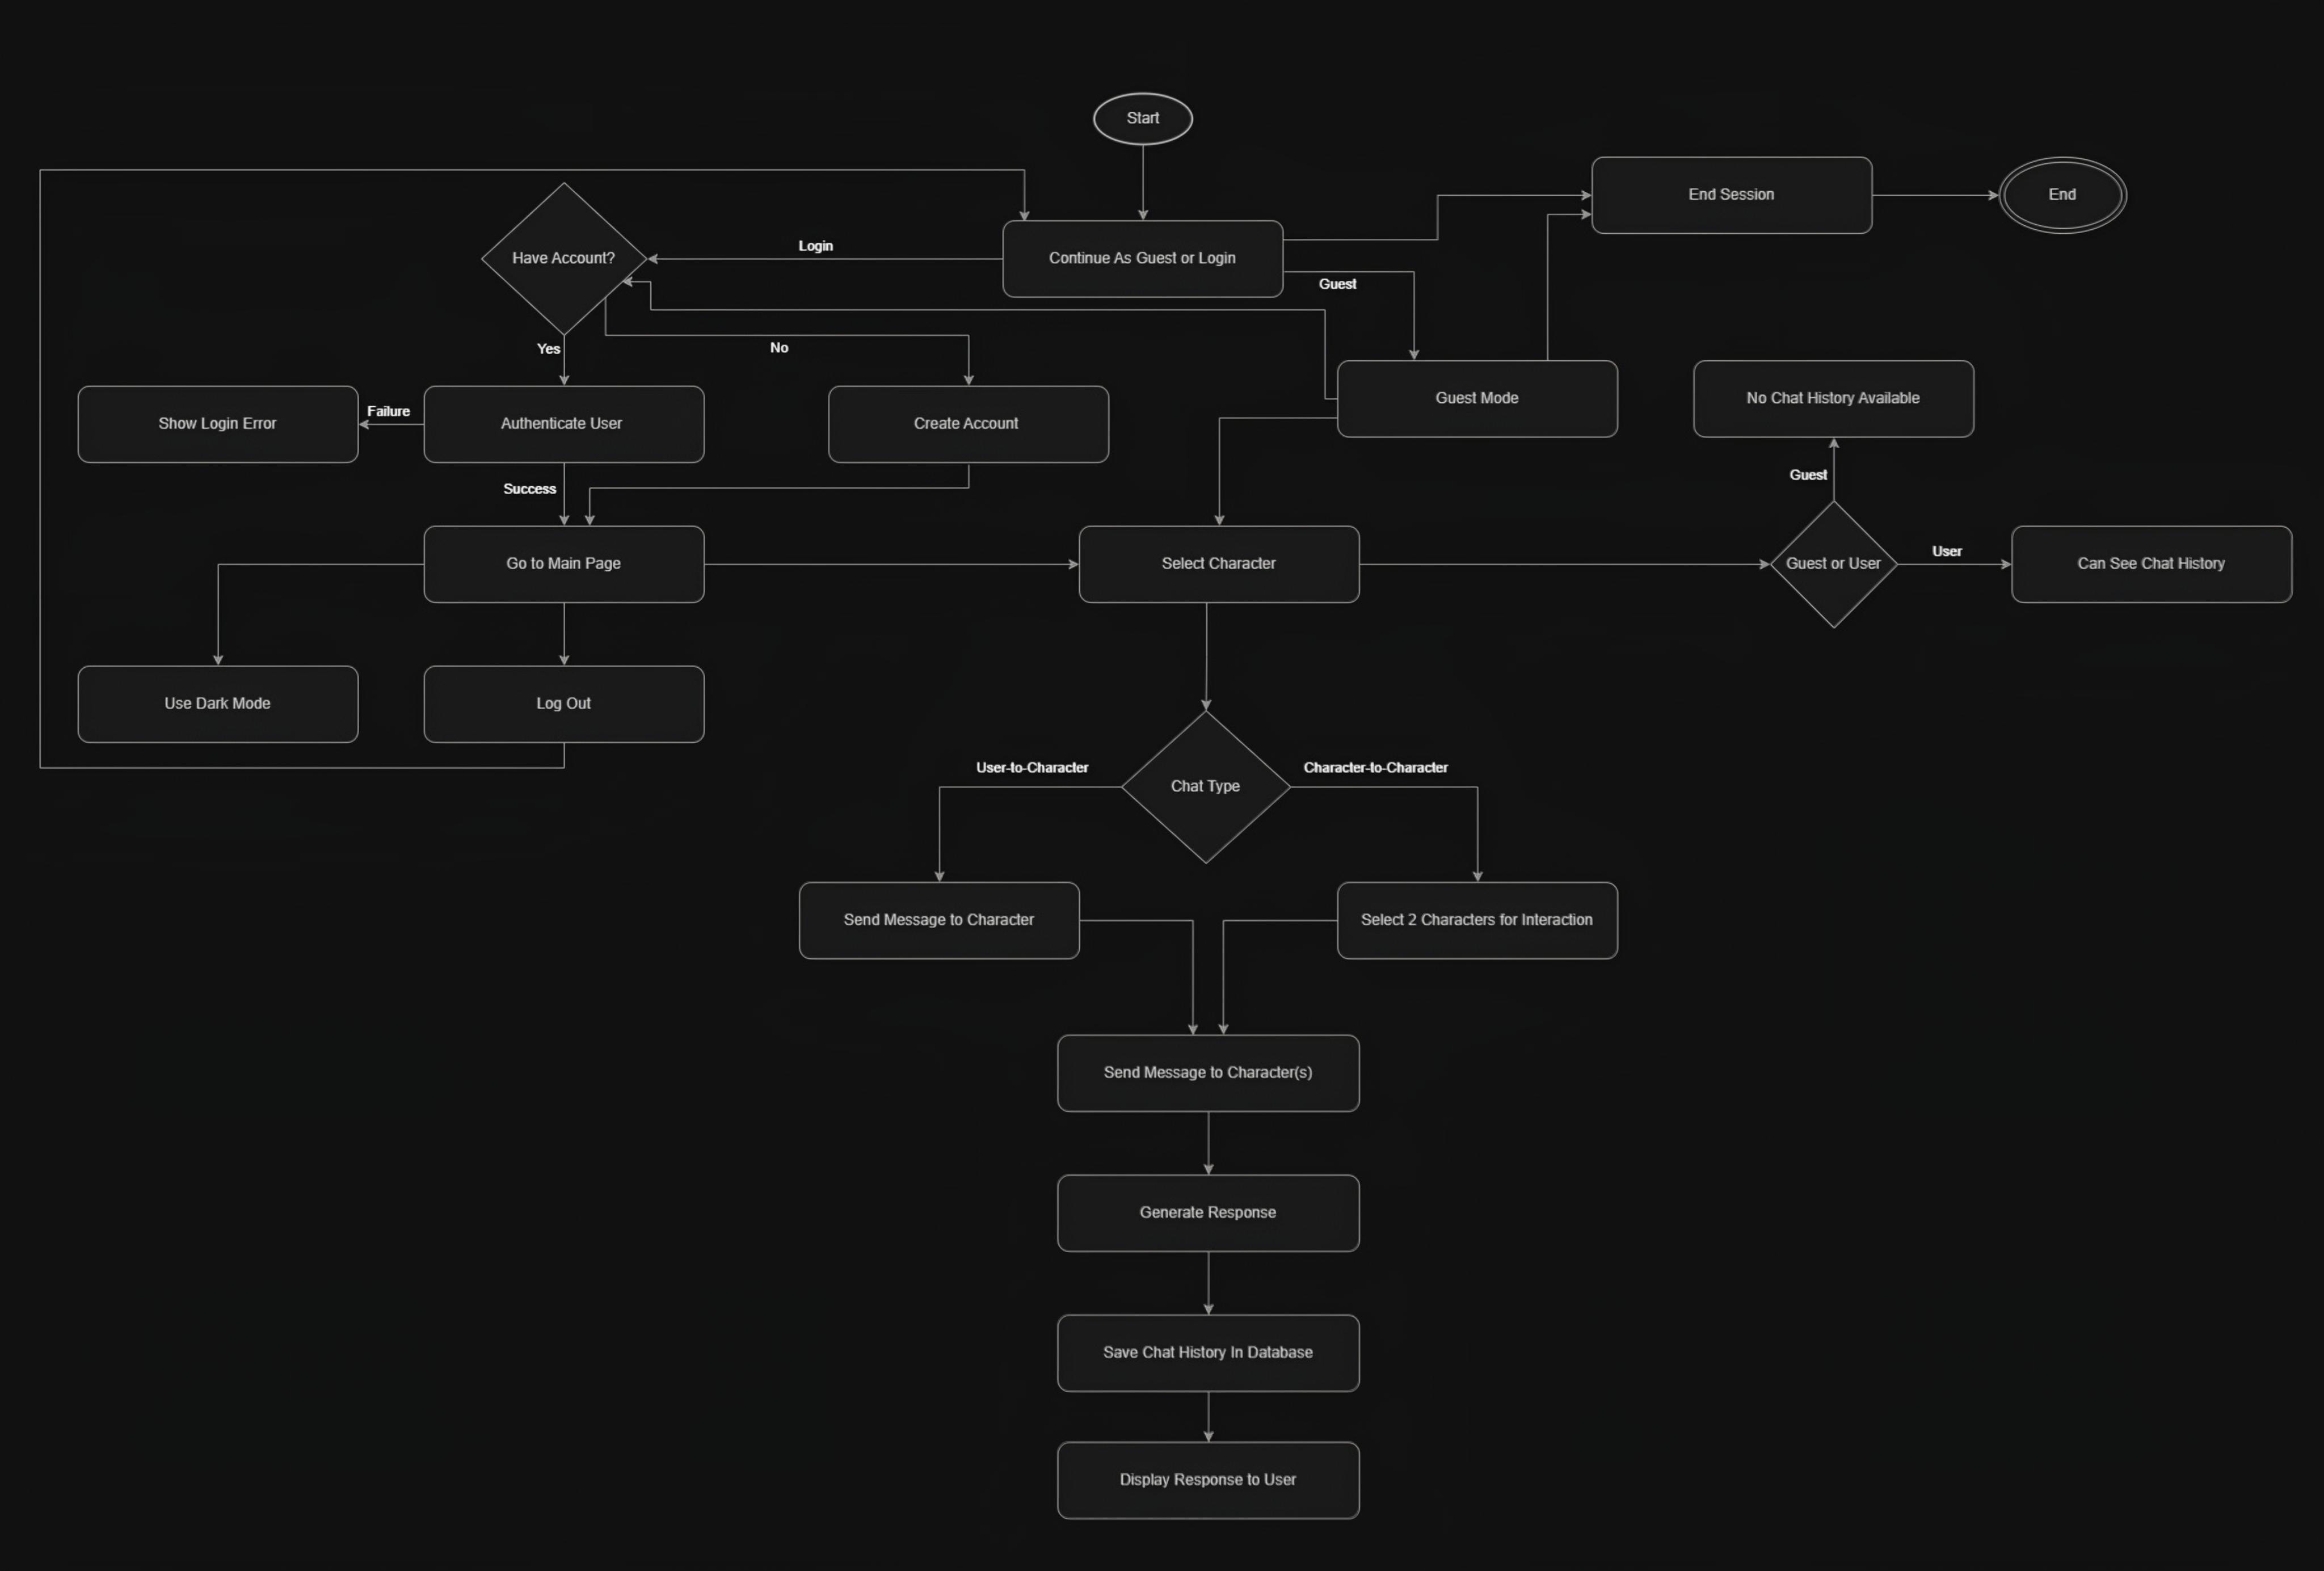 Start
End Session
End
Have Account?
Login
Continue As Guest or Login
Guest
Yes
No
Show Login Error
Failure
Authenticate User
Create Account
Guest Mode
No Chat History Available
Success
Guest
Go to Main Page
Select Character
Guest or User
User
Can See Chat History
Use Dark Mode
Log Out
User-to-Character
Chat Type
Character-to-Character
Send Message to Character
Select 2 Characters for Interaction
Send Message to Character(s)
Generate Response
Save Chat History In Database
Display Response to User